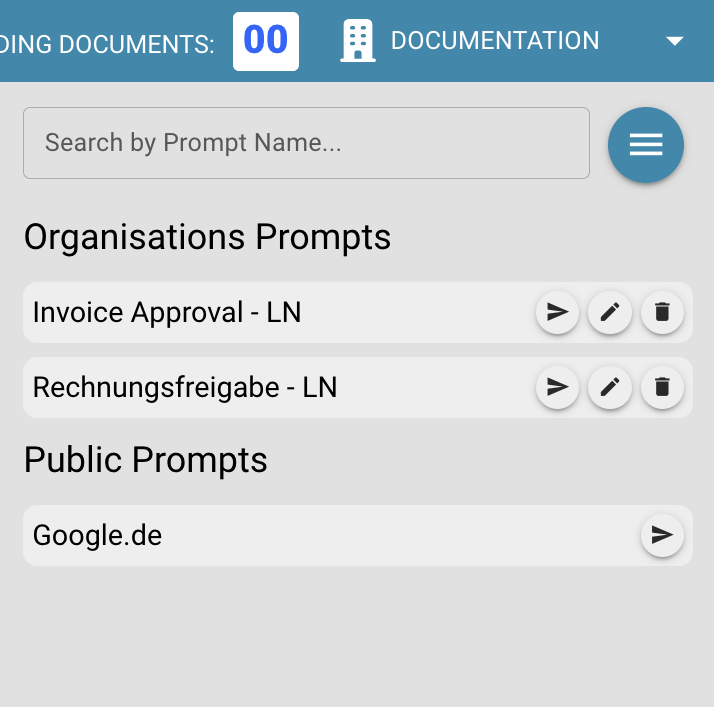 DING DOCUMENTS: 00 DOCUMENTATION
Search by Prompt Name...
Organisations Prompts
Invoice Approval - LN
Rechnungsfreigabe - LN
Public Prompts
Google.de